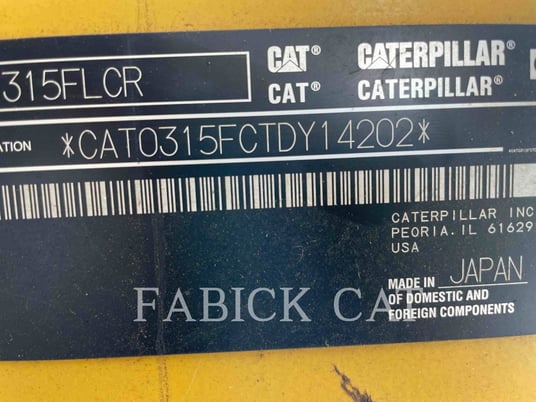 315FLCR CAT® CATERPILLAR®
CAT® CATERPILLAR®
ATION *CAT0315FCTDY14202*
CATERPILLAR INC
PEORIA.IL 61629
USA
MADE IN JAPAN
OF DOMESTIC AND
FOREIGN COMPONENTS
FABICK CAT